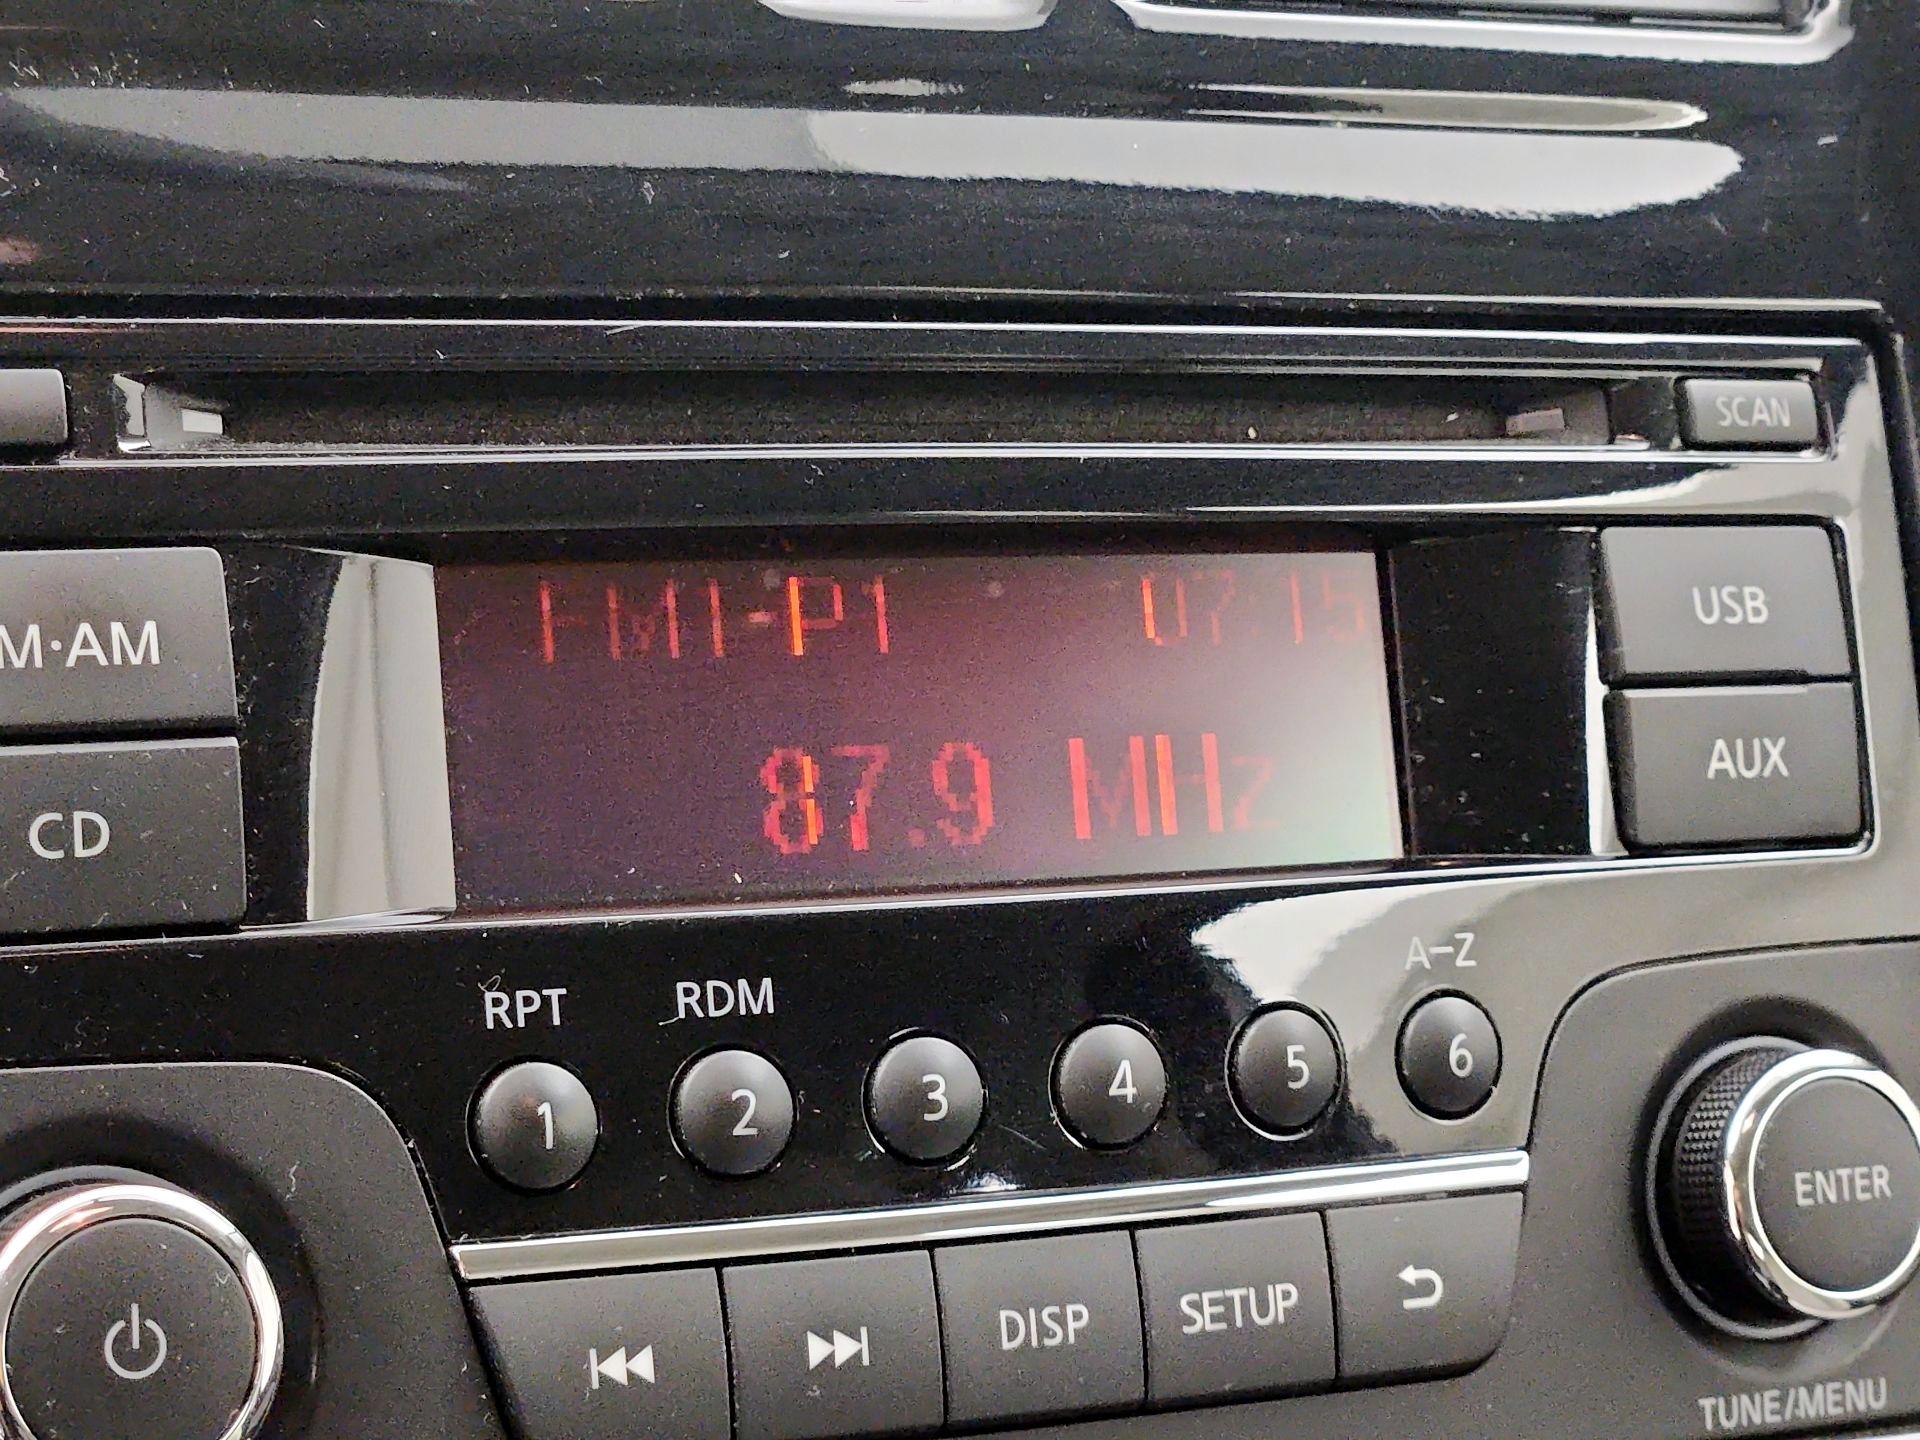 SCAN
FM1-P1 07:15
87.9 MHz
M·AM
CD
USB
AUX
RPT RDM A-Z
1 2 3 4 5 6
ENTER
DISP SETUP
TUNE/MENU